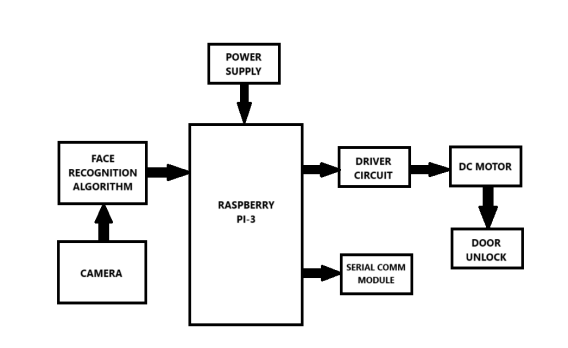 POWER
SUPPLY
FACE
RECOGNITION
ALGORITHM
CAMERA
RASPBERRY
PI-3
DRIVER
CIRCUIT
DC MOTOR
DOOR
UNLOCK
SERIAL COMM
MODULE